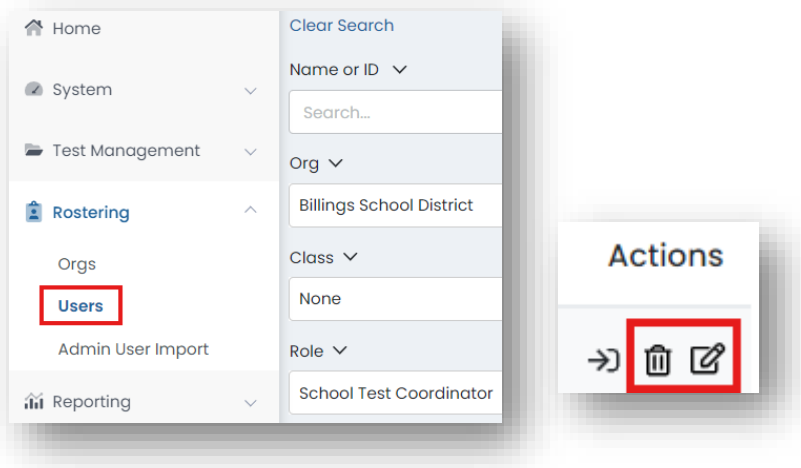 Home
System
Test Management
Rostering
Orgs
Users
Admin User Import
Reporting
Clear Search
Name or ID
Search...
Org
Billings School District
Class
None
Role
School Test Coordinator
Actions